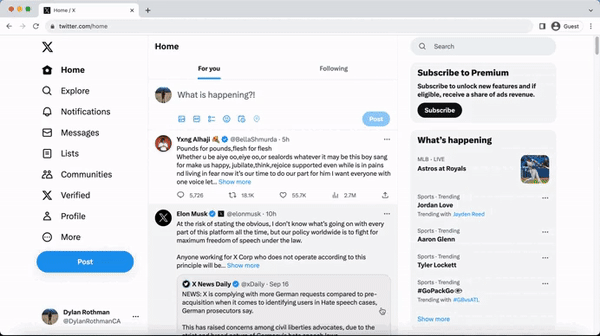 Home / X
twitter.com/home
Guest
Home
Explore
Notifications
Messages
Lists
Communities
Verified
Profile
More
Post
Dylan Rothman
@DylanRothmanCA
Home
For you
Following
What is happening?!
Post
Yxng Alhaji @BellaShmurda · 5h
Pounds for pounds,flesh for flesh
Whether u be aiye oo,eiye oo,or sealords whatever it may be this boy sang
for make us happy, jubilate,think,rejoice supported even while is in pains
nd living in fear now it's our time to do our part for him I want everyone with
one voice let... Show more
5,726 18.1K 55.7K 2.7M
Elon Musk @elonmusk · 10h
At the risk of stating the obvious, I don't know what's going on with every
part of this platform all the time, but our policy worldwide is to fight for
maximum freedom of speech under the law.
Anyone working for X Corp who does not operate according to this
principle will be... Show more
X News Daily @xDaily · Sep 16
NEWS: X is complying with more German requests compared to pre-
acquisition when it comes to identifying users in Hate speech cases,
German prosecutors say.
This has raised concerns among civil liberties advocates, due to the
Search
Subscribe to Premium
Subscribe to unlock new features and if
eligible, receive a share of ads revenue.
Subscribe
What's happening
MLB · LIVE
Astros at Royals
Sports · Trending
Jordan Love
Trending with Jayden Reed
Sports · Trending
Aaron Glenn
Sports · Trending
Tyler Lockett
Sports · Trending
#GoPackGo
Trending with #GBvsATL
Show more